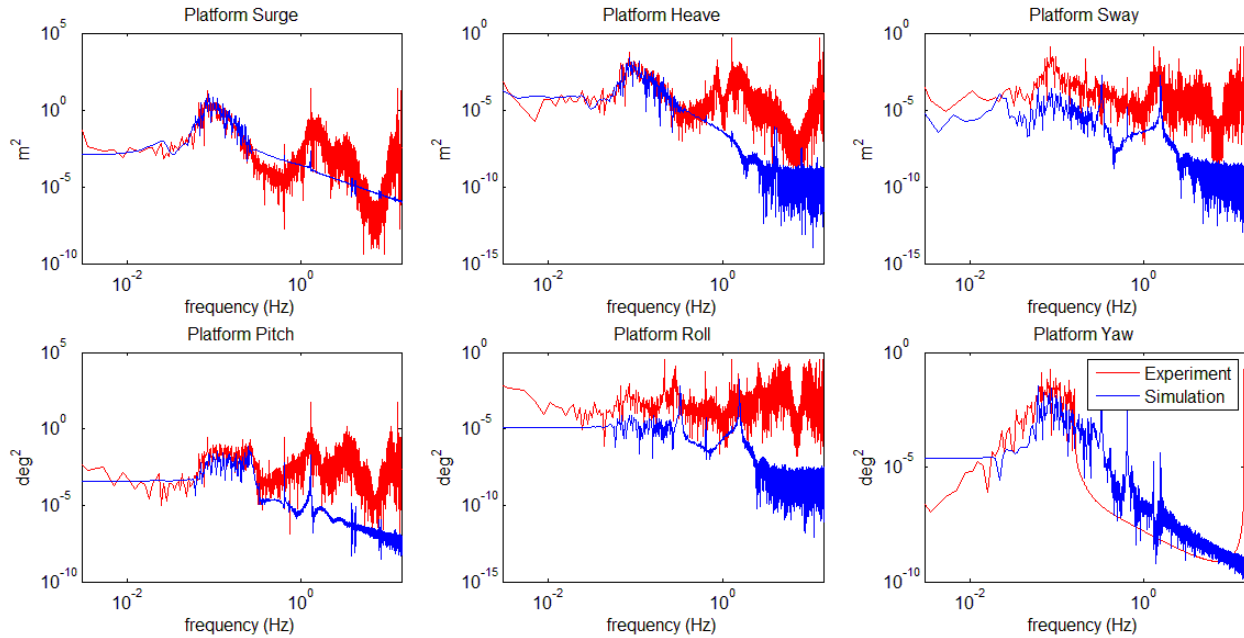 Platform Surge
10^5
10^0
10^-5
10^-10
m^2
10^-2
10^0
frequency (Hz)
Platform Heave
10^0
10^-5
10^-10
10^-15
m^2
10^-2
10^0
frequency (Hz)
Platform Sway
10^0
10^-5
10^-10
10^-15
m^2
10^-2
10^0
frequency (Hz)
Platform Pitch
10^5
10^0
10^-5
10^-10
deg^2
10^-2
10^0
frequency (Hz)
Platform Roll
10^0
10^-5
10^-10
10^-15
deg^2
10^-2
10^0
frequency (Hz)
Platform Yaw
10^0
10^-5
10^-10
deg^2
10^-2
10^0
frequency (Hz)
Experiment
Simulation